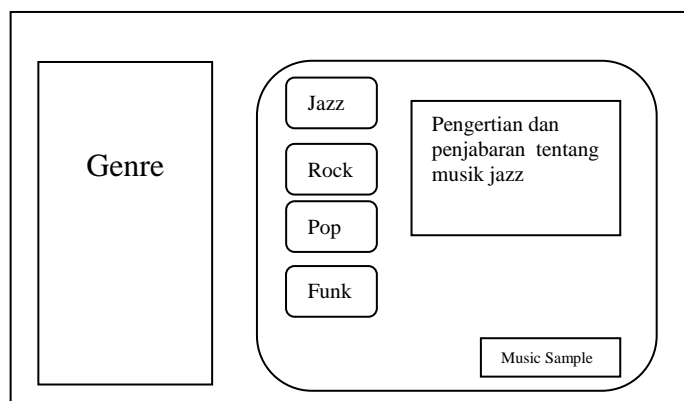 Genre
Jazz
Rock
Pop
Funk
Pengertian dan
penjabaran tentang
musik jazz
Music Sample